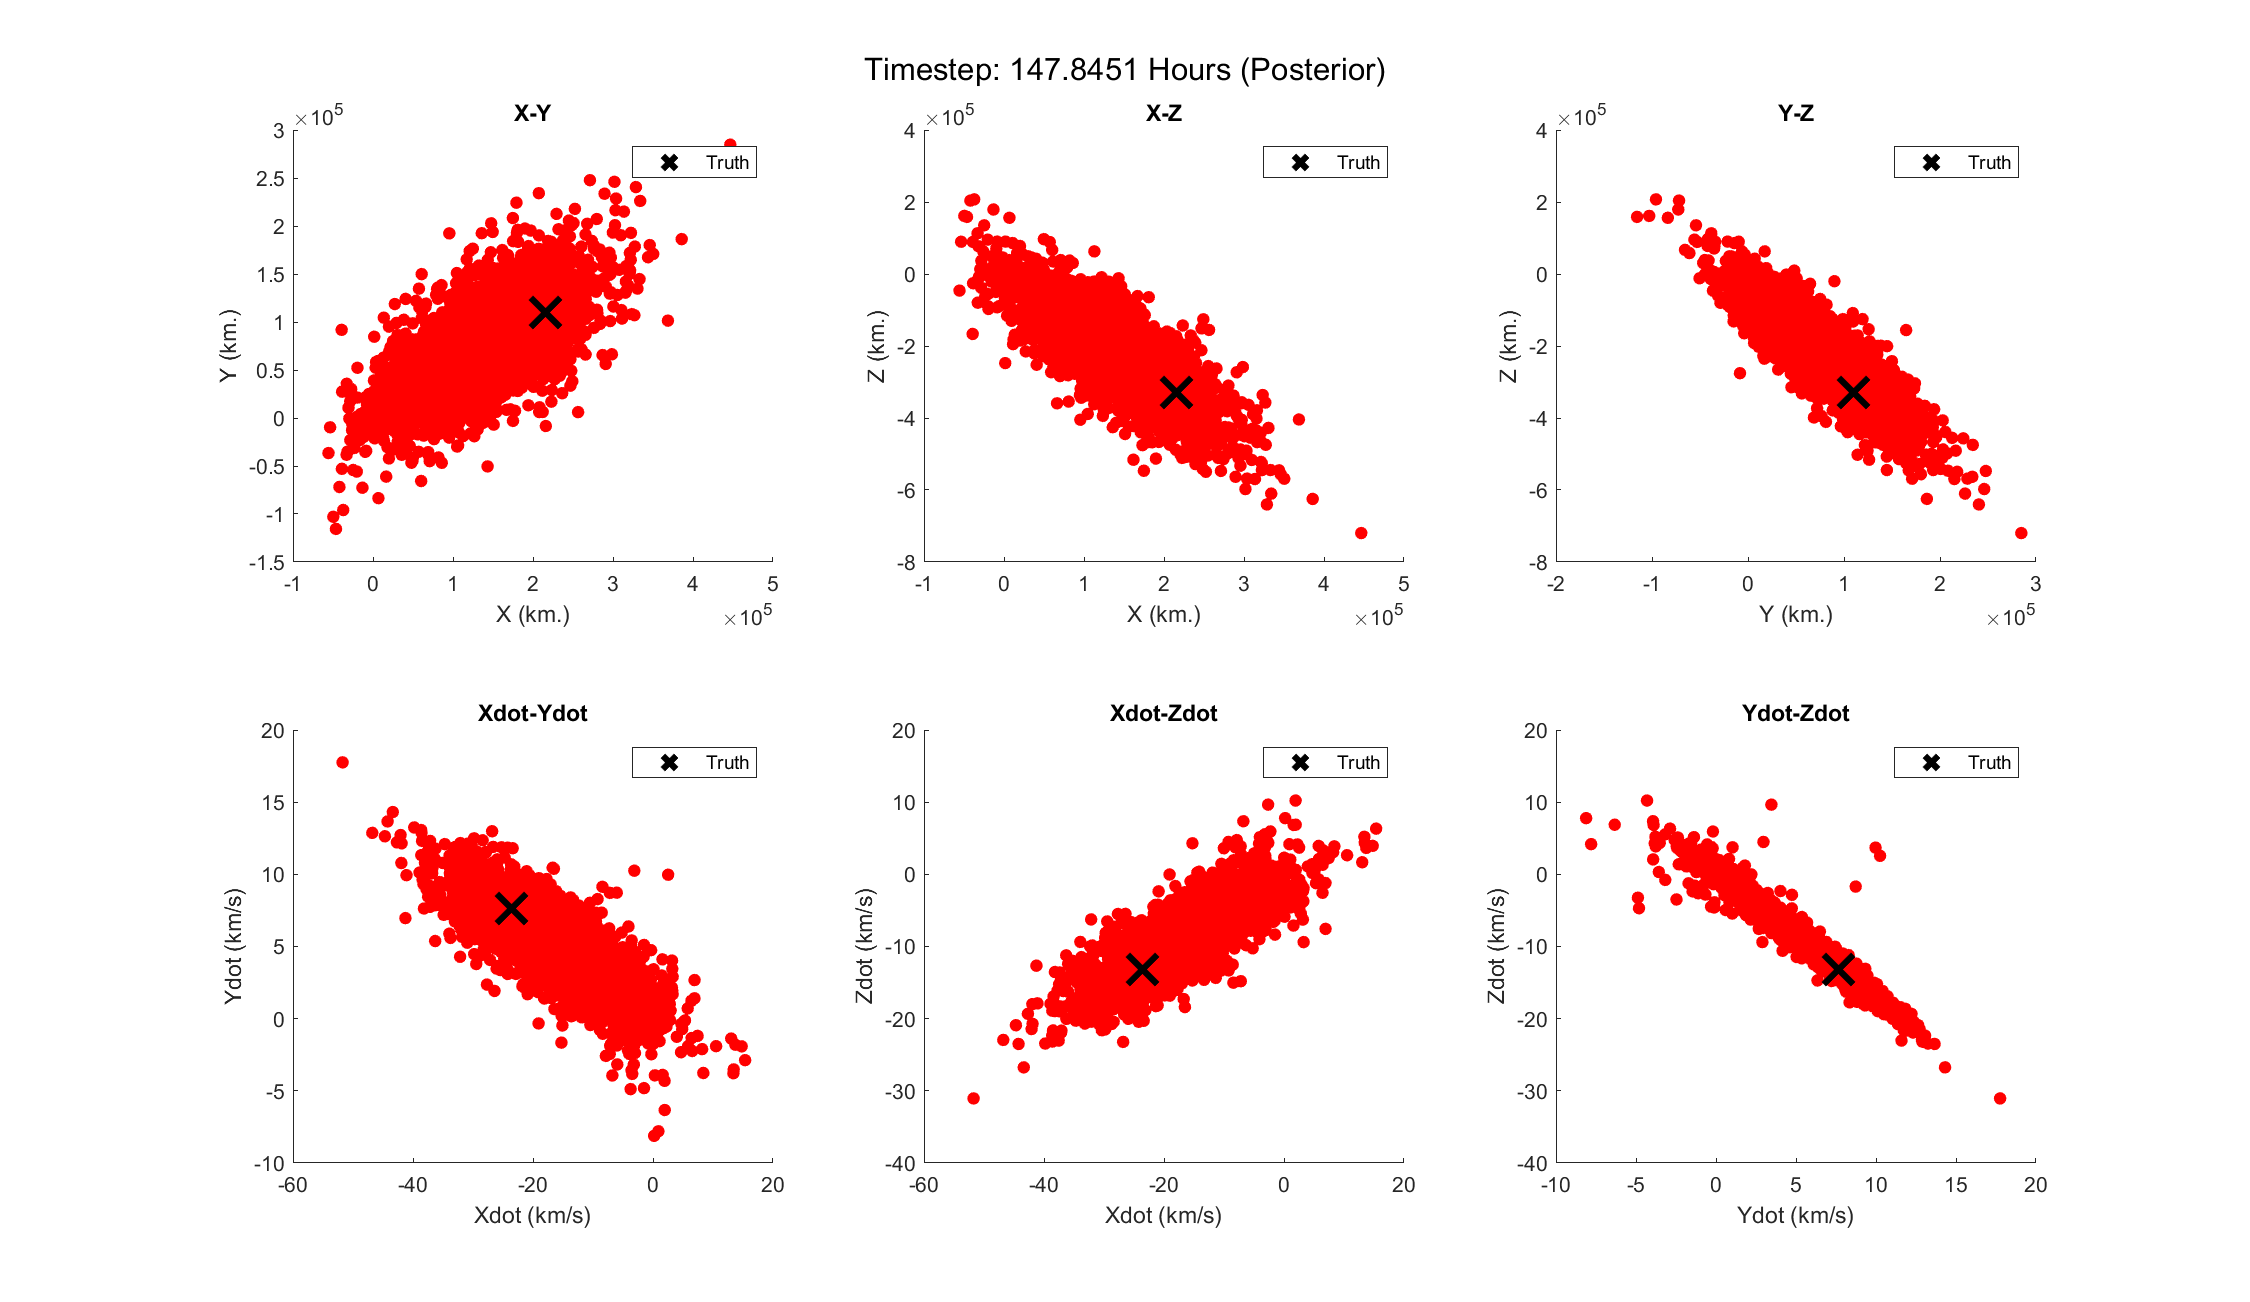 Timestep: 147.8451 Hours (Posterior)
X-Y
×10^5
3
2.5
2
1.5
1
0.5
0
-0.5
-1
-1.5
Y (km.)
-1 0 1 2 3 4 5
X (km.)
×10^5
Truth
X-Z
×10^5
4
2
0
-2
-4
-6
-8
Z (km.)
-1 0 1 2 3 4 5
X (km.)
×10^5
Truth
Y-Z
×10^5
4
2
0
-2
-4
-6
-8
Z (km.)
-2 -1 0 1 2 3
Y (km.)
×10^5
Truth
Xdot-Ydot
20
15
10
5
0
-5
-10
Ydot (km/s)
-60 -40 -20 0 20
Xdot (km/s)
Truth
Xdot-Zdot
20
10
0
-10
-20
-30
-40
Zdot (km/s)
-60 -40 -20 0 20
Xdot (km/s)
Truth
Ydot-Zdot
20
10
0
-10
-20
-30
-40
Zdot (km/s)
-10 -5 0 5 10 15 20
Ydot (km/s)
Truth